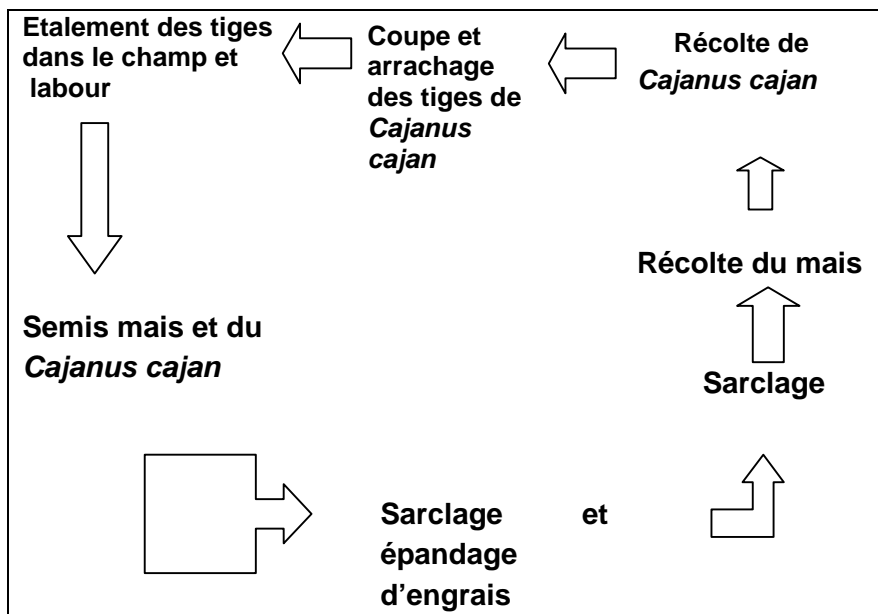 Etalement des tiges
dans le champ et
labour
Coupe et
arrachage
des tiges de
Cajanus
cajan
Récolte de
Cajanus cajan
Récolte du mais
Semis mais et du
Cajanus cajan
Sarclage
Sarclage et
épandage
d'engrais